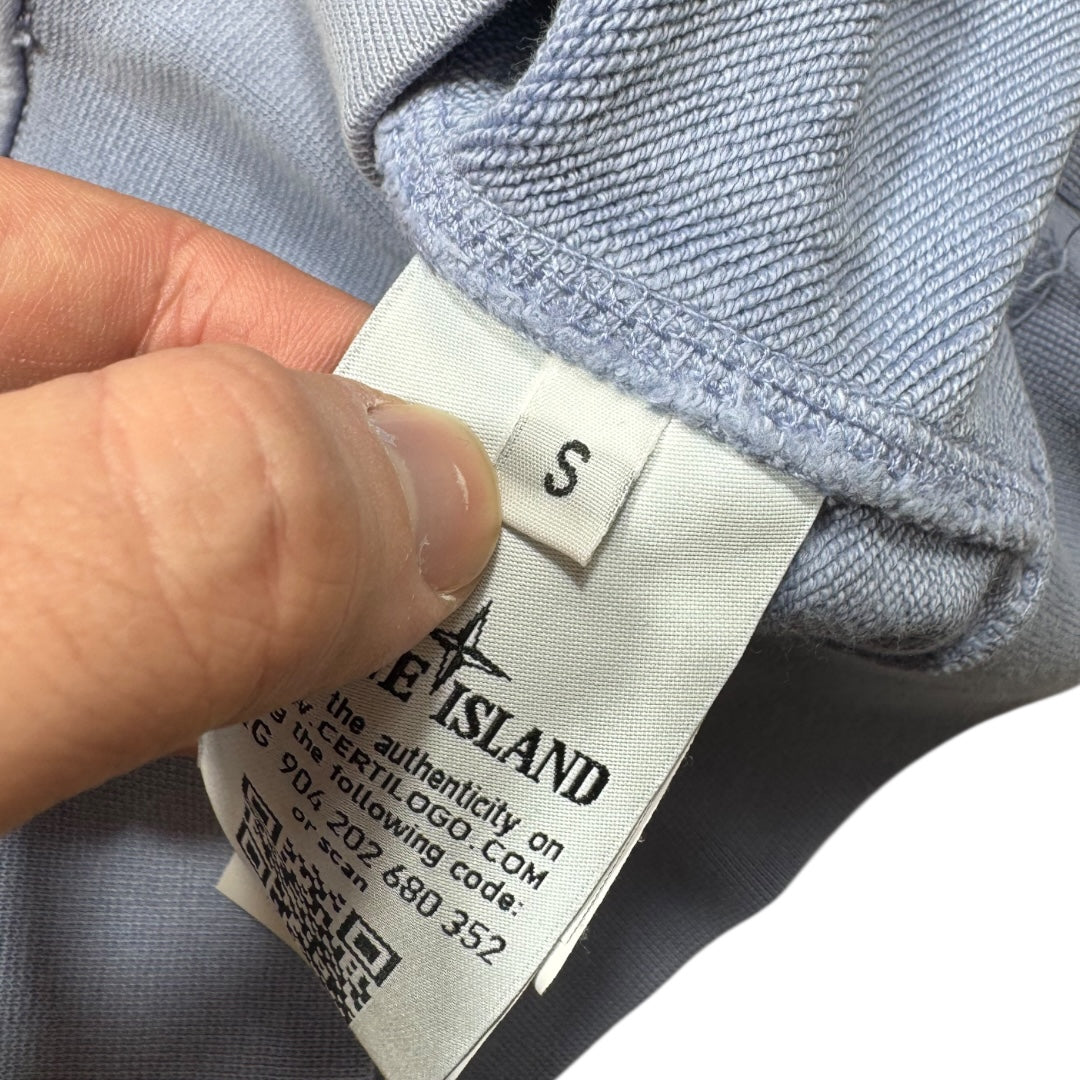 S
ISLAND
the authenticity on
.CERTILOGO.COM
the following code:
G 904 202 680 352
or scan